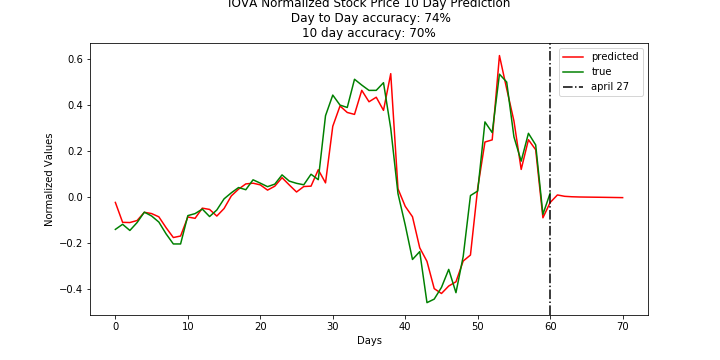 IOVA Normalized Stock Price 10 Day Prediction
Day to Day accuracy: 74%
10 day accuracy: 70%
predicted
true
april 27
Normalized Values
0.6
0.4
0.2
0.0
−0.2
−0.4
0 10 20 30 40 50 60 70
Days